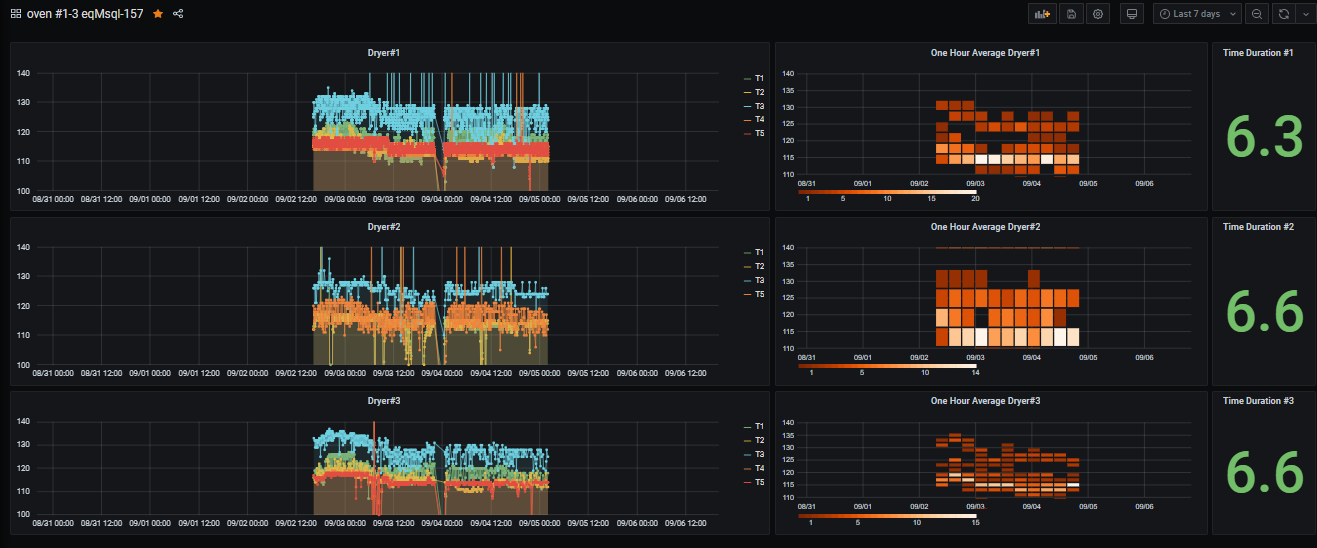 oven #1-3 eqMsql-157
Last 7 days
Dryer#1
140
130
120
110
100
08/31 00:00 08/31 12:00 09/01 00:00 09/01 12:00 09/02 00:00 09/02 12:00 09/03 00:00 09/03 12:00 09/04 00:00 09/04 12:00 09/05 00:00 09/05 12:00 09/06 00:00 09/06 12:00
T1
T2
T3
T4
T5
One Hour Average Dryer#1
140
135
130
125
120
115
110
08/31 09/01 09/02 09/03 09/04 09/05 09/06
1 5 10 15 20
Time Duration #1
6.3
Dryer#2
140
130
120
110
100
08/31 00:00 08/31 12:00 09/01 00:00 09/01 12:00 09/02 00:00 09/02 12:00 09/03 00:00 09/03 12:00 09/04 00:00 09/04 12:00 09/05 00:00 09/05 12:00 09/06 00:00 09/06 12:00
T1
T2
T3
T5
One Hour Average Dryer#2
140
135
130
125
120
115
110
08/31 09/01 09/02 09/03 09/04 09/05 09/06
1 5 10 14
Time Duration #2
6.6
Dryer#3
140
130
120
110
100
08/31 00:00 08/31 12:00 09/01 00:00 09/01 12:00 09/02 00:00 09/02 12:00 09/03 00:00 09/03 12:00 09/04 00:00 09/04 12:00 09/05 00:00 09/05 12:00 09/06 00:00 09/06 12:00
T1
T2
T3
T4
T5
One Hour Average Dryer#3
140
135
130
125
120
115
110
08/31 09/01 09/02 09/03 09/04 09/05 09/06
1 5 10 15
Time Duration #3
6.6